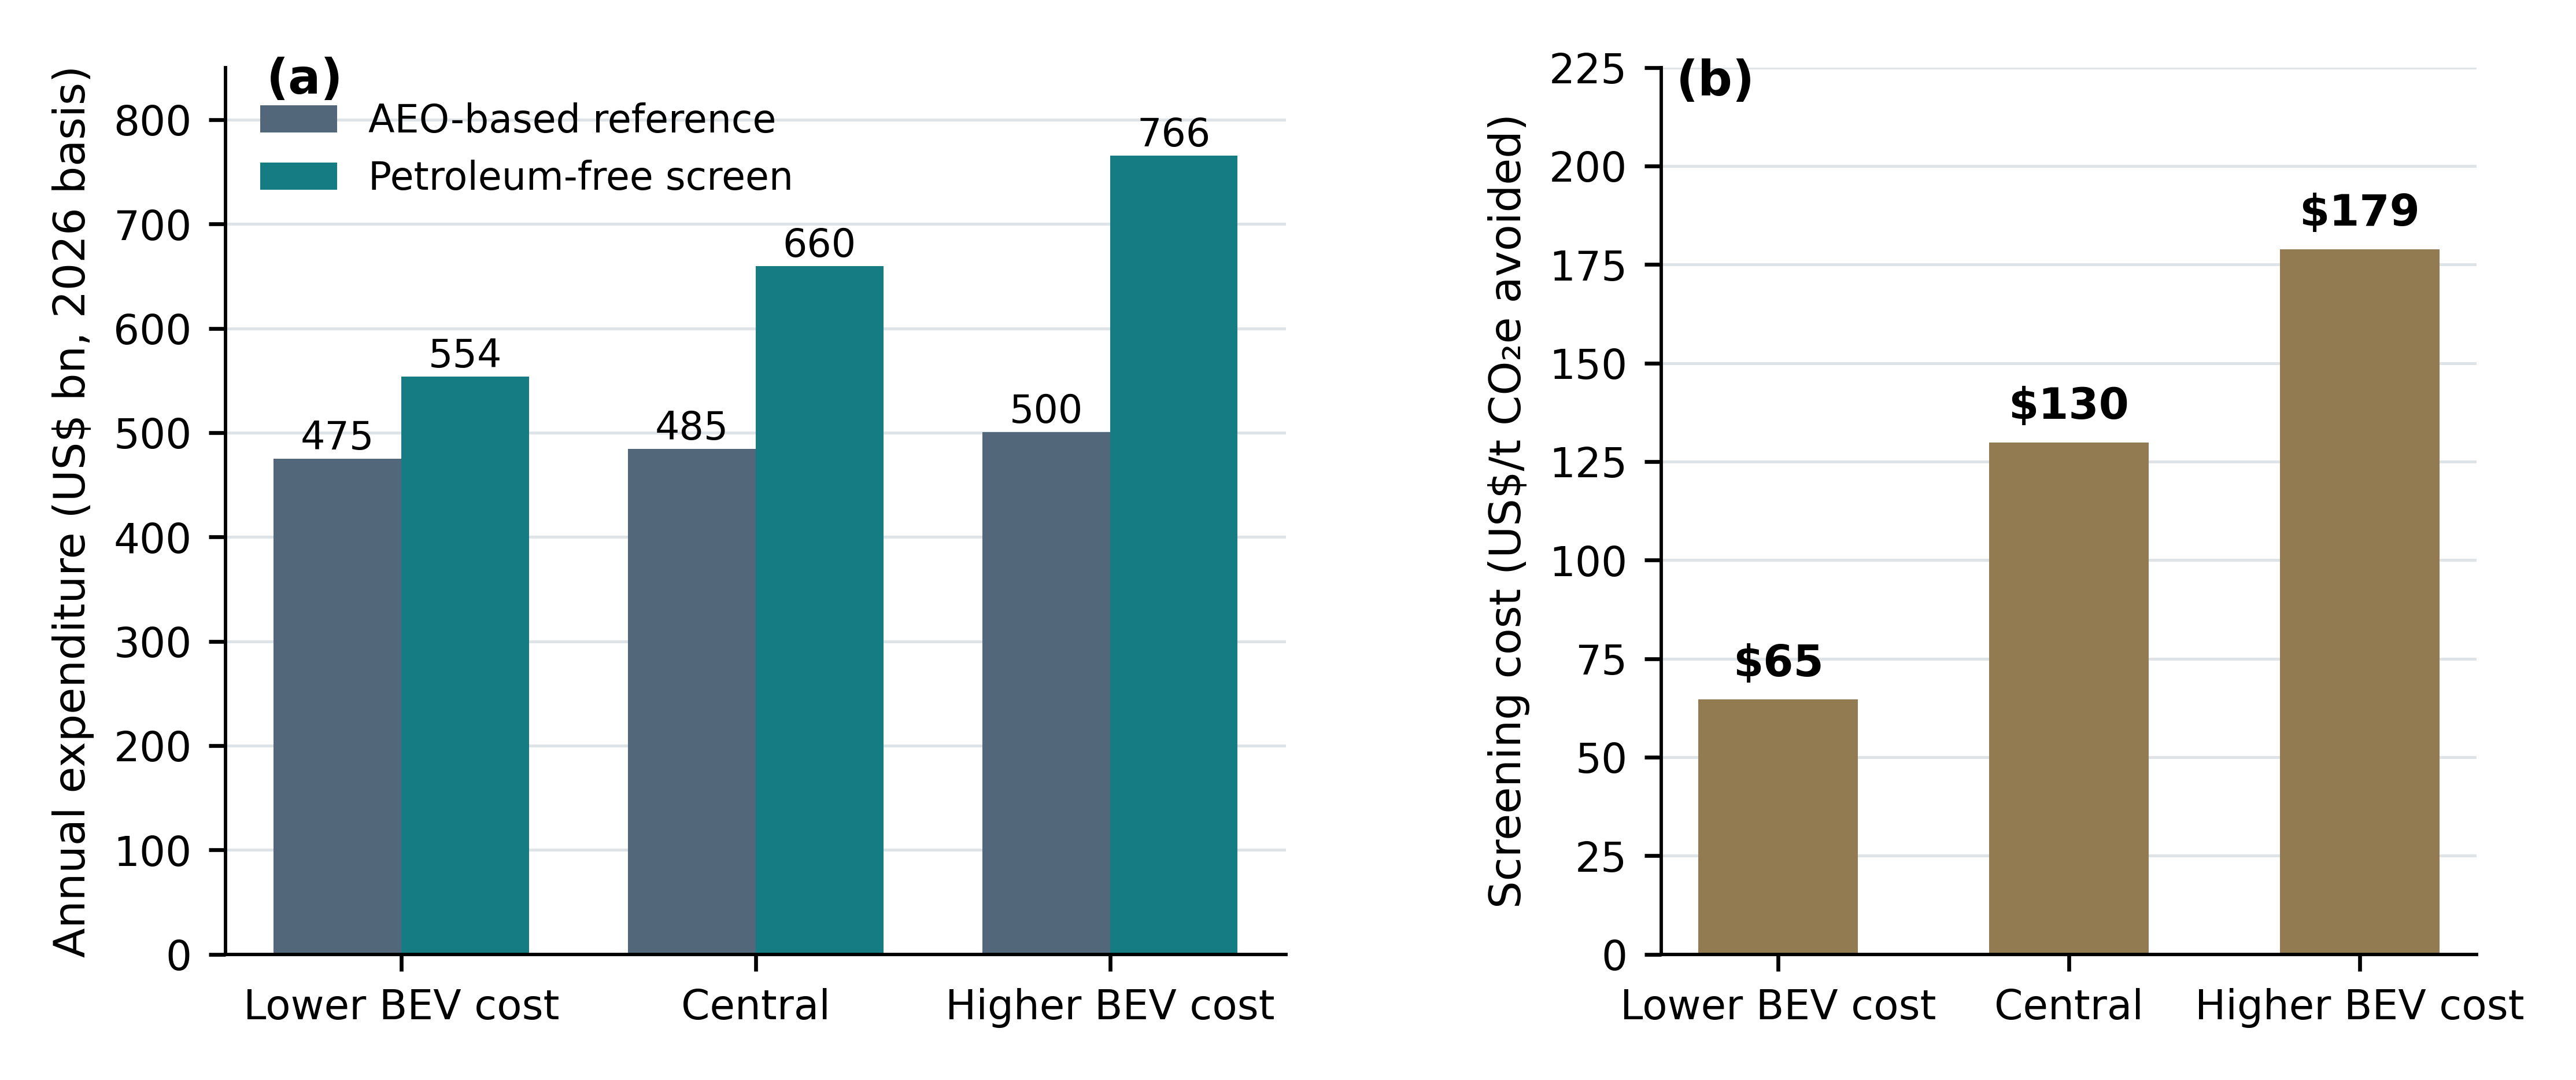 (a)
AEO-based reference
Petroleum-free screen
Annual expenditure (US$ bn, 2026 basis)
800
700
600
500
400
300
200
100
0
475
554
485
660
500
766
Lower BEV cost
Central
Higher BEV cost
(b)
Screening cost (US$/t CO₂e avoided)
225
200
175
150
125
100
75
50
25
0
$65
$130
$179
Lower BEV cost
Central
Higher BEV cost